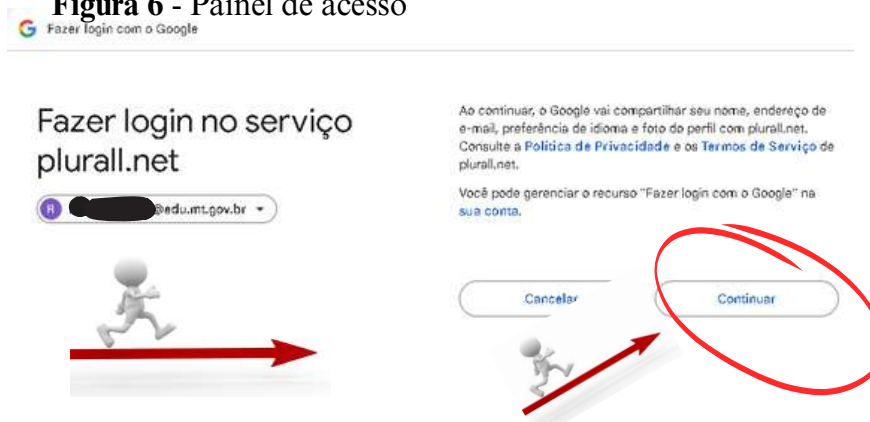 Figura 6 - Painel de acesso
Fazer login com o Google
Fazer login no serviço
plurall.net
R
@edu.mt.gov.br
Ao continuar, o Google vai compartilhar seu nome, endereço de
e-mail, preferência de idioma e foto do perfil com plurall.net.
Consulte a Política de Privacidade e os Termos de Serviço de
plurall.net.
Você pode gerenciar o recurso "Fazer login com o Google" na
sua conta.
Cancelar
Continuar